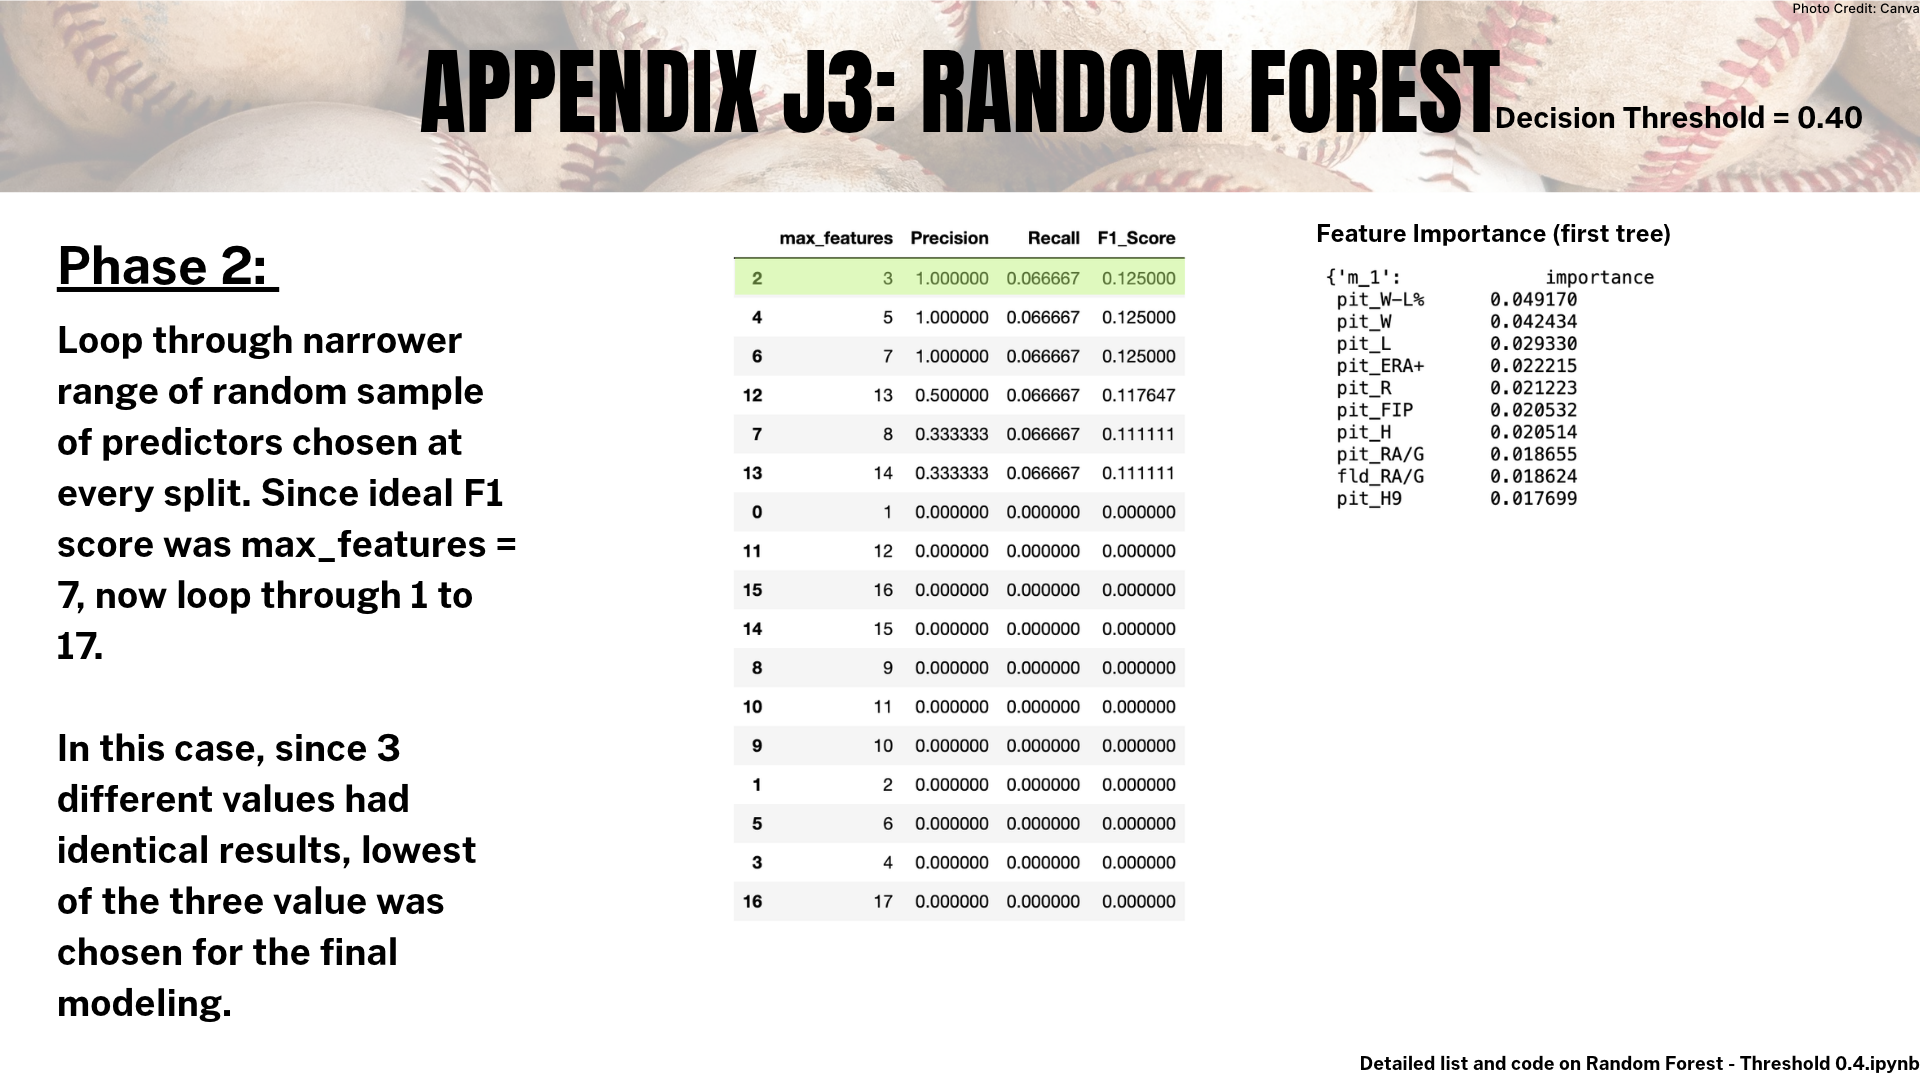 Photo Credit: Canva
APPENDIX J3: RANDOM FOREST
Decision Threshold = 0.40
Phase 2:
Loop through narrower
range of random sample
of predictors chosen at
every split. Since ideal F1
score was max_features =
7, now loop through 1 to
17.
In this case, since 3
different values had
identical results, lowest
of the three value was
chosen for the final
modeling.
max_features Precision Recall F1_Score
2 3 1.000000 0.066667 0.125000
4 5 1.000000 0.066667 0.125000
6 7 1.000000 0.066667 0.125000
12 13 0.500000 0.066667 0.117647
7 8 0.333333 0.066667 0.111111
13 14 0.333333 0.066667 0.111111
0 1 0.000000 0.000000 0.000000
11 12 0.000000 0.000000 0.000000
15 16 0.000000 0.000000 0.000000
14 15 0.000000 0.000000 0.000000
8 9 0.000000 0.000000 0.000000
10 11 0.000000 0.000000 0.000000
9 10 0.000000 0.000000 0.000000
1 2 0.000000 0.000000 0.000000
5 6 0.000000 0.000000 0.000000
3 4 0.000000 0.000000 0.000000
16 17 0.000000 0.000000 0.000000
Feature Importance (first tree)
{'m_1': importance
pit_W-L% 0.049170
pit_W 0.042434
pit_L 0.029330
pit_ERA+ 0.022215
pit_R 0.021223
pit_FIP 0.020532
pit_H 0.020514
pit_RA/G 0.018655
fld_RA/G 0.018624
pit_H9 0.017699
Detailed list and code on Random Forest - Threshold 0.4.ipynb